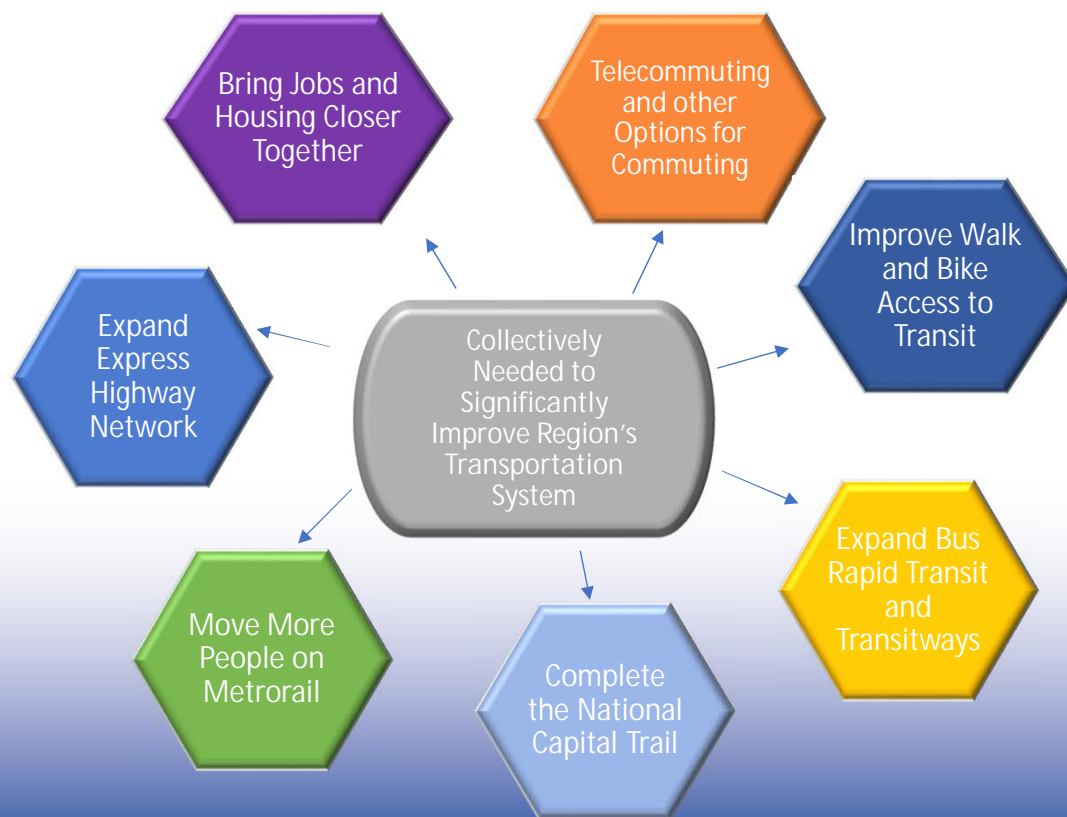 Bring Jobs and
Housing Closer
Together
Telecommuting
and other
Options for
Commuting
Improve Walk
and Bike
Access to
Transit
Expand
Express
Highway
Network
Collectively
Needed to
Significantly
Improve Region's
Transportation
System
Expand Bus
Rapid Transit
and
Transitways
Move More
People on
Metrorail
Complete
the National
Capital Trail